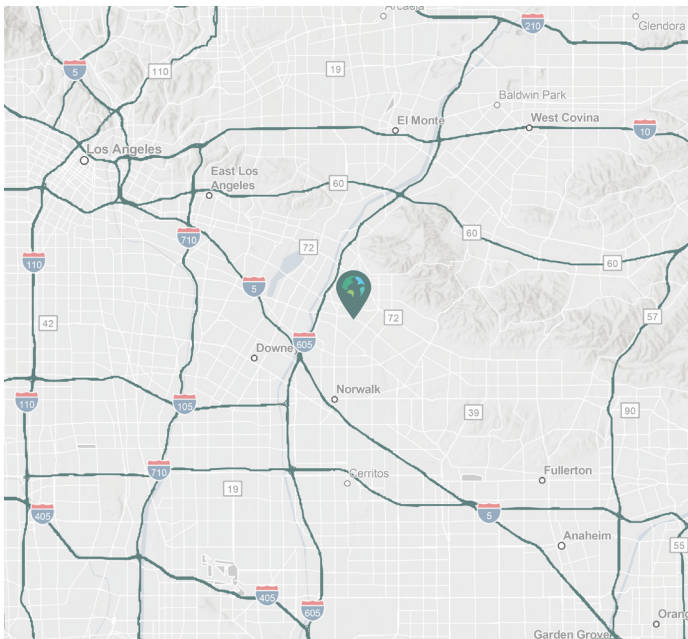 Arcadia
210
Glendora
5
110
19
Baldwin Park
El Monte
West Covina
10
Los Angeles
East Los
Angeles
60
710
72
60
60
110
5
72
57
42
605
Downey
Norwalk
110
105
39
90
710
Cerritos
Fullerton
19
405
5
Anaheim
55
405
605
Orang
Garden Grove